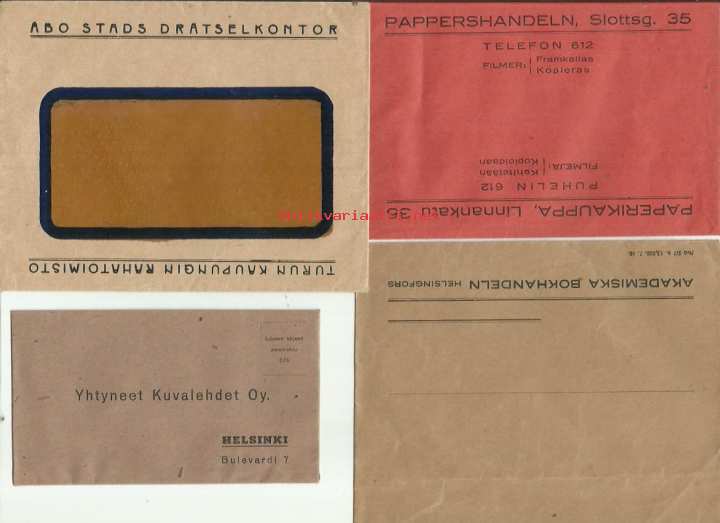 ÅBO STADS DRÄTSELKONTOR
TURUN KAUPUNGIN RAHATOIMISTO
PAPPERSHANDELN, Slottsg. 35
TELEFON 612
FILMER: Framkallas
Kopieras
PAPERIKAUPPA, Linnankatu 35
PUHELIN 612
FILMEJÄ: Kehitetään
Kopioidaan
Yhtyneet Kuvalehdet Oy.
HELSINKI
Bulevardi 7
AKADEMISKA BOKHANDELN HELSINGFORS